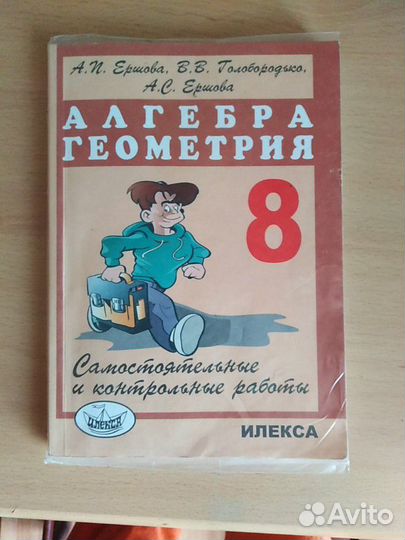 А.П. Ершова, В.В. Голобородько,
А.С. Ершова
АЛГЕБРА
ГЕОМЕТРИЯ
8
Самостоятельные
и контрольные работы
ИЛЕКСА
ИЛЕКСА
Avito